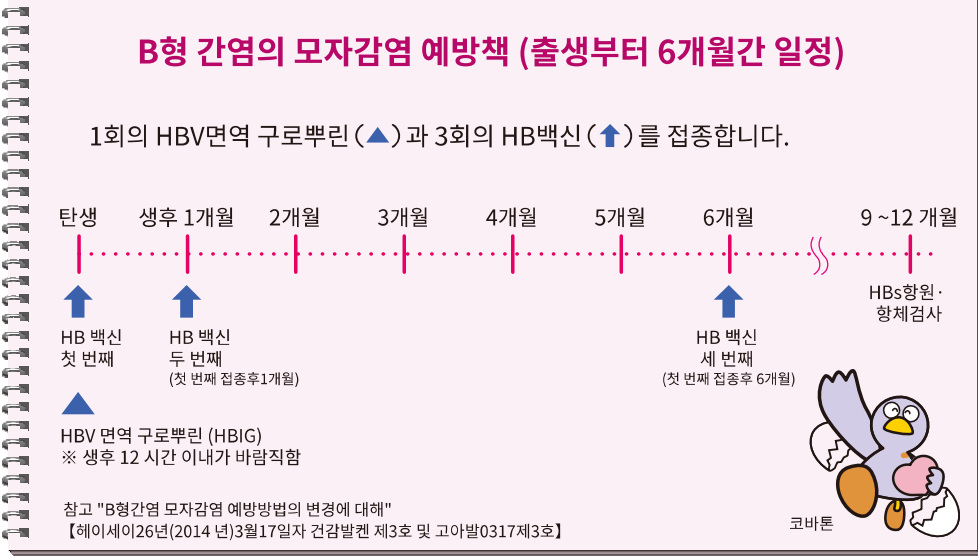 B형 간염의 모자감염 예방책 (출생부터 6개월간 일정)
1회의 HBV면역 구로뿌린(▲)과 3회의 HB백신(⬆)를 접종합니다.
탄생 생후 1개월 2개월 3개월 4개월 5개월 6개월 9 ~12 개월
HBs항원·
항체검사
HB 백신
첫 번째
HB 백신
두 번째
(첫 번째 접종후1개월)
HB 백신
세 번째
(첫 번째 접종후 6개월)
HBV 면역 구로뿌린 (HBIG)
※ 생후 12 시간 이내가 바람직함
참고 "B형간염 모자감염 예방방법의 변경에 대해"
【헤이세이26년(2014 년)3월17일자 건감발켄 제3호 및 고아발0317제3호】
코바톤